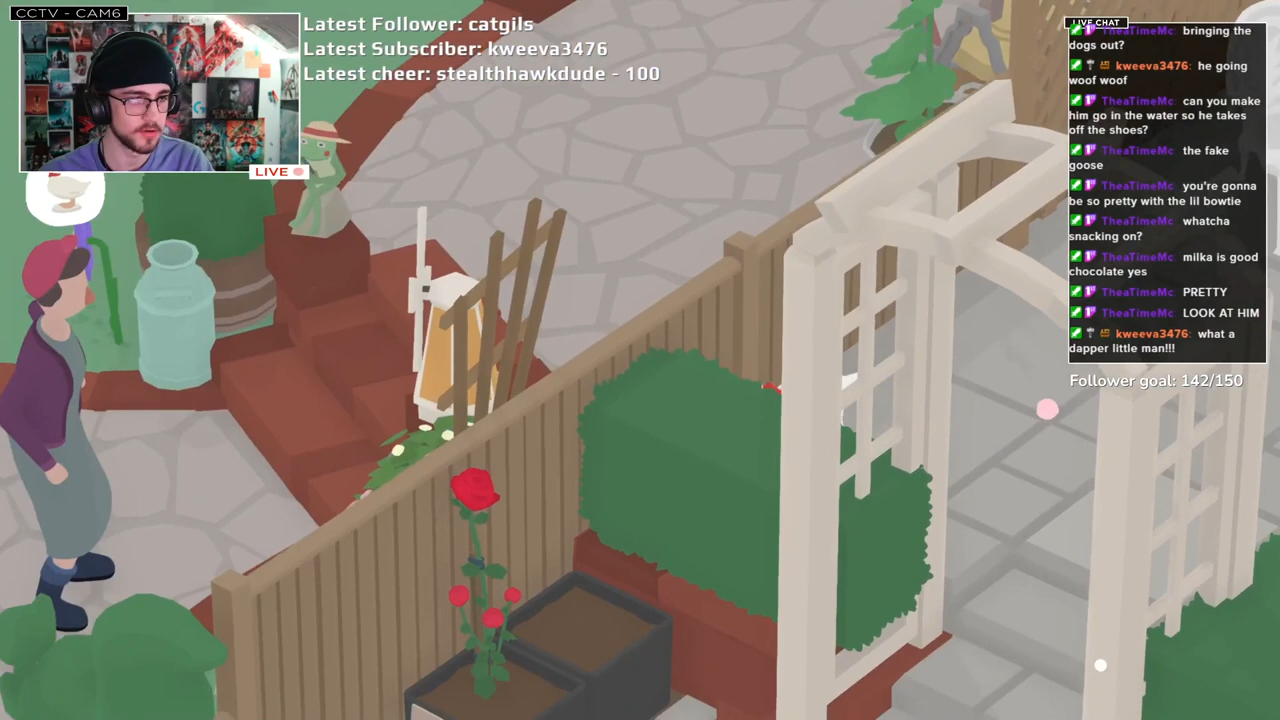 CCTV - CAM6
Latest Follower: catgils
Latest Subscriber: kweeva3476
Latest cheer: stealthhawkdude - 100
LIVE
LIVE CHAT
TheaTimeMc: bringing the
dogs out?
kweeva3476: he going
woof woof
TheaTimeMc: can you make
him go in the water so he takes
off the shoes?
TheaTimeMc: the fake
goose
TheaTimeMc: you're gonna
be so pretty with the lil bowtie
TheaTimeMc: whatcha
snacking on?
TheaTimeMc: milka is good
chocolate yes
TheaTimeMc: PRETTY
TheaTimeMc: LOOK AT HIM
kweeva3476: what a
dapper little man!!!
Follower goal: 142/150